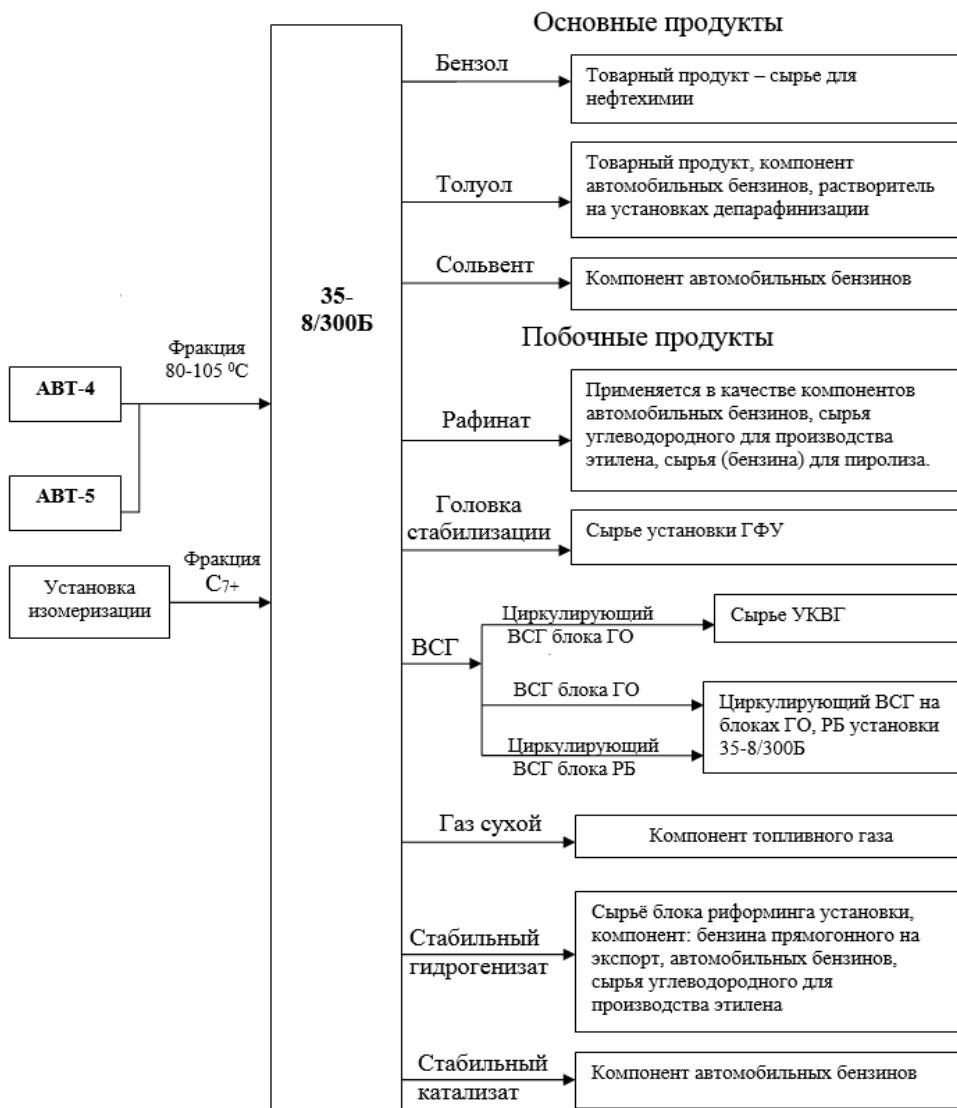 Основные продукты
Бензол
Товарный продукт – сырье для
нефтехимии
Толуол
Товарный продукт, компонент
автомобильных бензинов, растворитель
на установках депарафинизации
Сольвент
Компонент автомобильных бензинов
35-
8/300Б
Побочные продукты
Фракция
80-105 ⁰С
АВТ-4
АВТ-5
Установка
изомеризации
Фракция
С₇₊
Рафинат
Применяется в качестве компонентов
автомобильных бензинов, сырья
углеводородного для производства
этилена, сырья (бензина) для пиролиза.
Головка
стабилизации
Сырье установки ГФУ
ВСГ
Циркулирующий
ВСГ блока ГО
Сырье УКВГ
ВСГ блока ГО
Циркулирующий
ВСГ блока РБ
Циркулирующий ВСГ на
блоках ГО, РБ установки
35-8/300Б
Газ сухой
Компонент топливного газа
Стабильный
гидрогенизат
Сырьё блока риформинга установки,
компонент: бензина прямогонного на
экспорт, автомобильных бензинов,
сырья углеводородного для
производства этилена
Стабильный
катализат
Компонент автомобильных бензинов